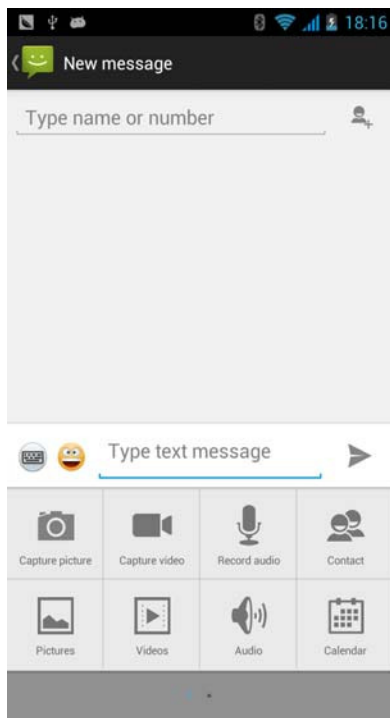 18:16
New message
Type name or number
Type text message
Capture picture
Capture video
Record audio
Contact
Pictures
Videos
Audio
Calendar